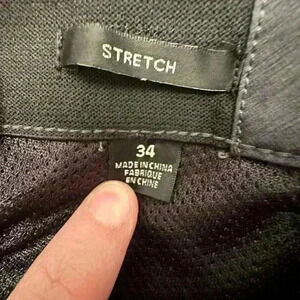 STRETCH
34
MADE IN CHINA
FABRIQUE
EN CHINE